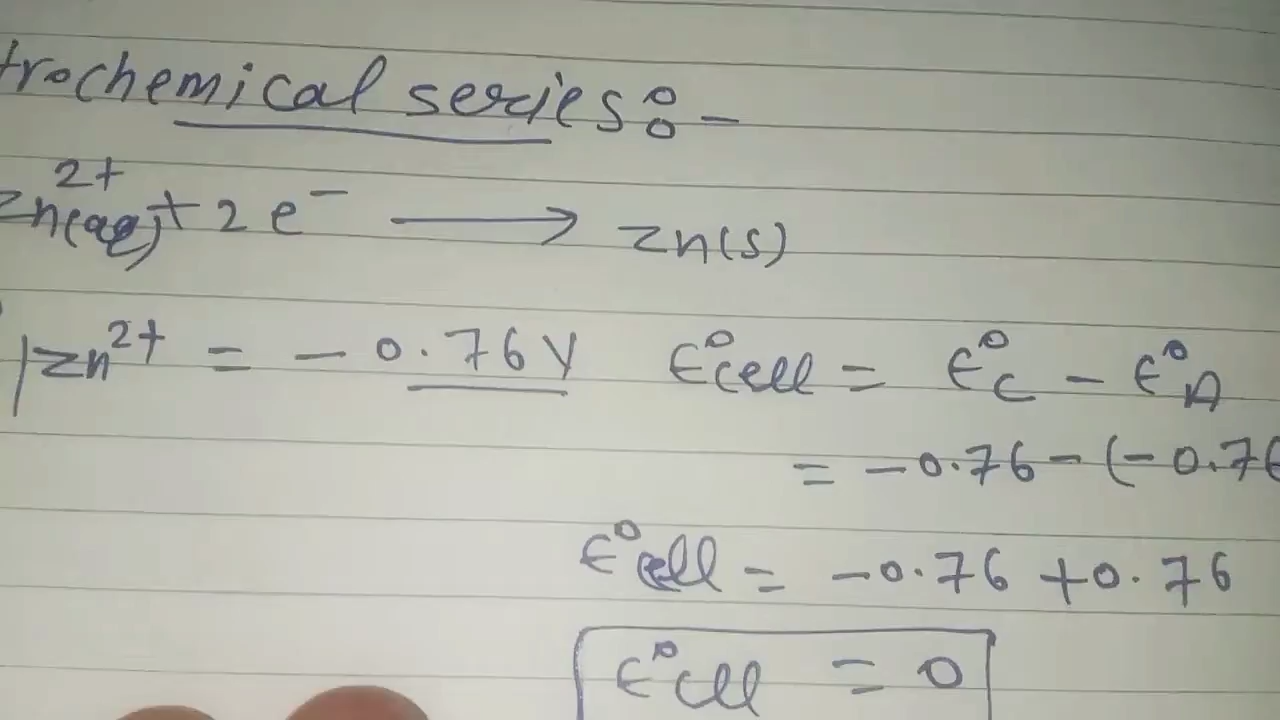 trochemical series:-
Zn(aq)²⁺ + 2e⁻ ⟶ Zn(s)
|Zn²⁺ = -0.76V E°cell = E°C - E°A
= -0.76 - (-0.76
E°cell = -0.76 + 0.76
E°cell = 0